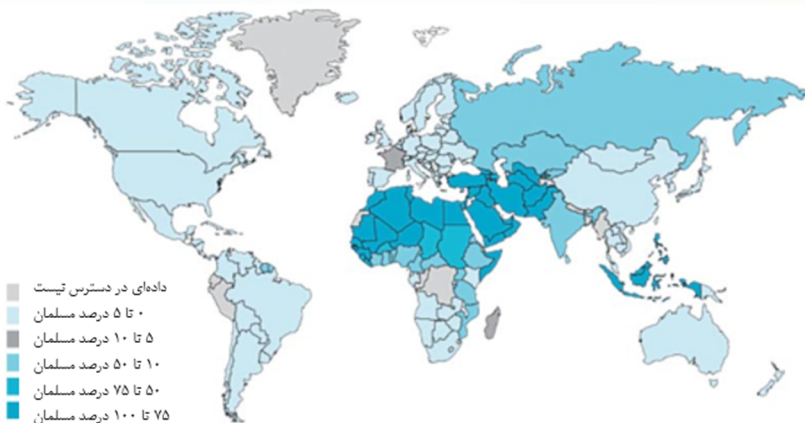 داده‌ای در دسترس نیست
۰ تا ۵ درصد مسلمان
۵ تا ۱۰ درصد مسلمان
۱۰ تا ۵۰ درصد مسلمان
۵۰ تا ۷۵ درصد مسلمان
۷۵ تا ۱۰۰ درصد مسلمان